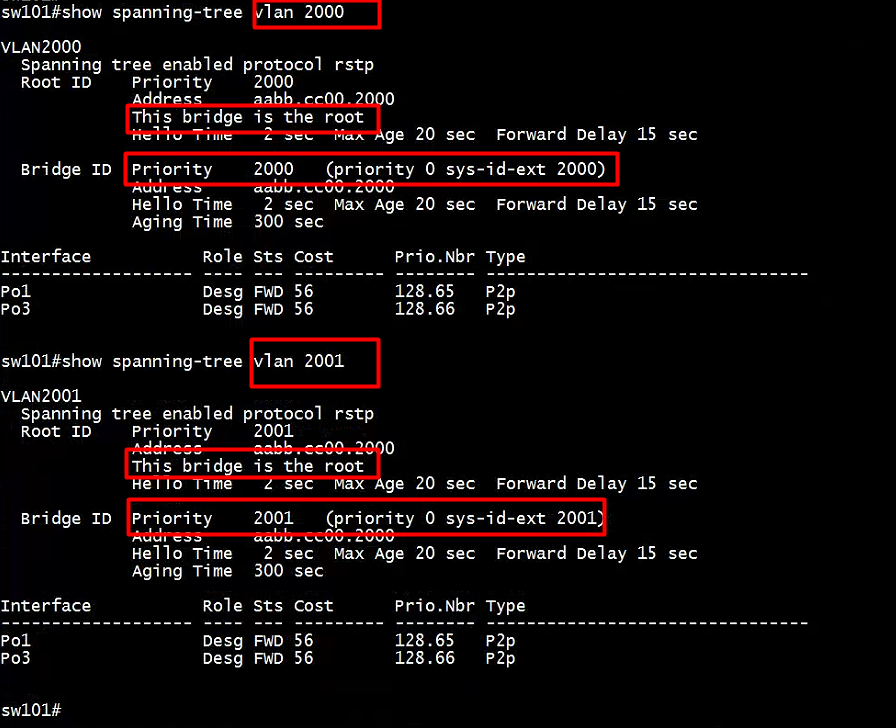 sw101#show spanning-tree vlan 2000
VLAN2000
Spanning tree enabled protocol rstp
Root ID Priority 2000
Address aabb.cc00.2000
This bridge is the root
Hello Time 2 sec Max Age 20 sec Forward Delay 15 sec
Bridge ID Priority 2000 (priority 0 sys-id-ext 2000)
Address aabb.cc00.2000
Hello Time 2 sec Max Age 20 sec Forward Delay 15 sec
Aging Time 300 sec
Interface Role Sts Cost Prio.Nbr Type
------------------- ---- --- --------- -------- --------------------------------
Po1 Desg FWD 56 128.65 P2p
Po3 Desg FWD 56 128.66 P2p
sw101#show spanning-tree vlan 2001
VLAN2001
Spanning tree enabled protocol rstp
Root ID Priority 2001
Address aabb.cc00.2000
This bridge is the root
Hello Time 2 sec Max Age 20 sec Forward Delay 15 sec
Bridge ID Priority 2001 (priority 0 sys-id-ext 2001)
Address aabb.cc00.2000
Hello Time 2 sec Max Age 20 sec Forward Delay 15 sec
Aging Time 300 sec
Interface Role Sts Cost Prio.Nbr Type
------------------- ---- --- --------- -------- --------------------------------
Po1 Desg FWD 56 128.65 P2p
Po3 Desg FWD 56 128.66 P2p
sw101#